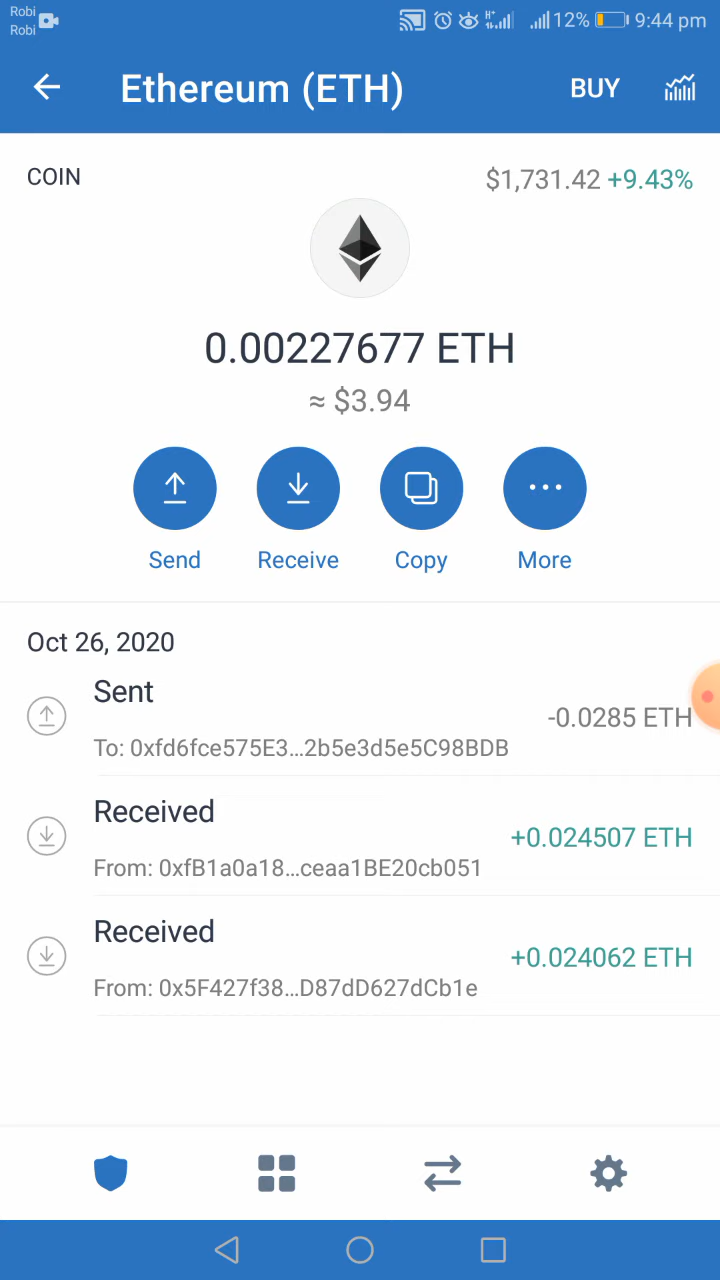 Robi
Robi
H+
12%
9:44 pm
Ethereum (ETH)
BUY
COIN
$1,731.42 +9.43%
0.00227677 ETH
≈ $3.94
Send
Receive
Copy
More
Oct 26, 2020
Sent
-0.0285 ETH
To: 0xfd6fce575E3...2b5e3d5e5C98BDB
Received
+0.024507 ETH
From: 0xfB1a0a18...ceaa1BE20cb051
Received
+0.024062 ETH
From: 0x5F427f38...D87dD627dCb1e